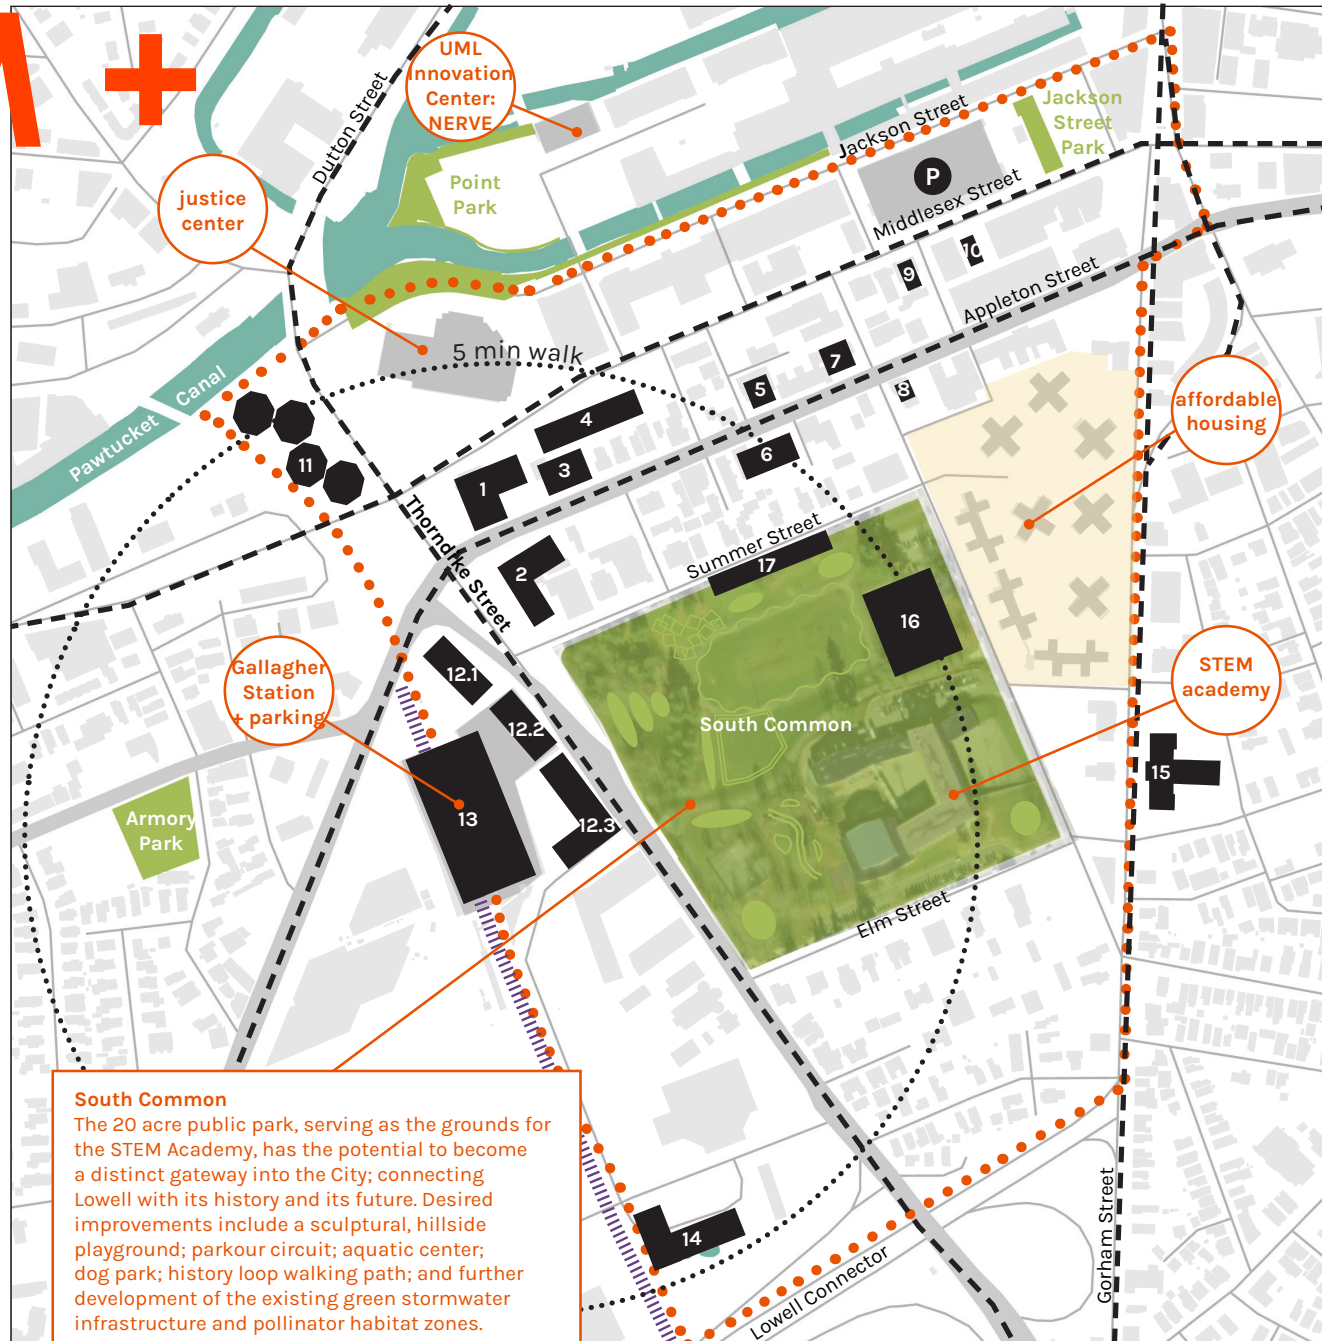 +
UML
Innovation
Center:
NERVE
Dutton Street
justice
center
Point
Park
Jackson Street
Jackson
Street
Park
P
Middlesex Street
10
9
Appleton Street
5 min walk
7
5
8
affordable
housing
Pawtucket Canal
4
11
3
6
1
Thorndike Street
Summer Street
17
2
16
Gallagher
Station
+ parking
12.1
STEM
academy
12.2
South Common
15
Armory
Park
13
12.3
Elm Street
South Common
The 20 acre public park, serving as the grounds for
the STEM Academy, has the potential to become
a distinct gateway into the City; connecting
Lowell with its history and its future. Desired
improvements include a sculptural, hillside
playground; parkour circuit; aquatic center;
dog park; history loop walking path; and further
development of the existing green stormwater
infrastructure and pollinator habitat zones.
14
Lowell Connector
Gorham Street